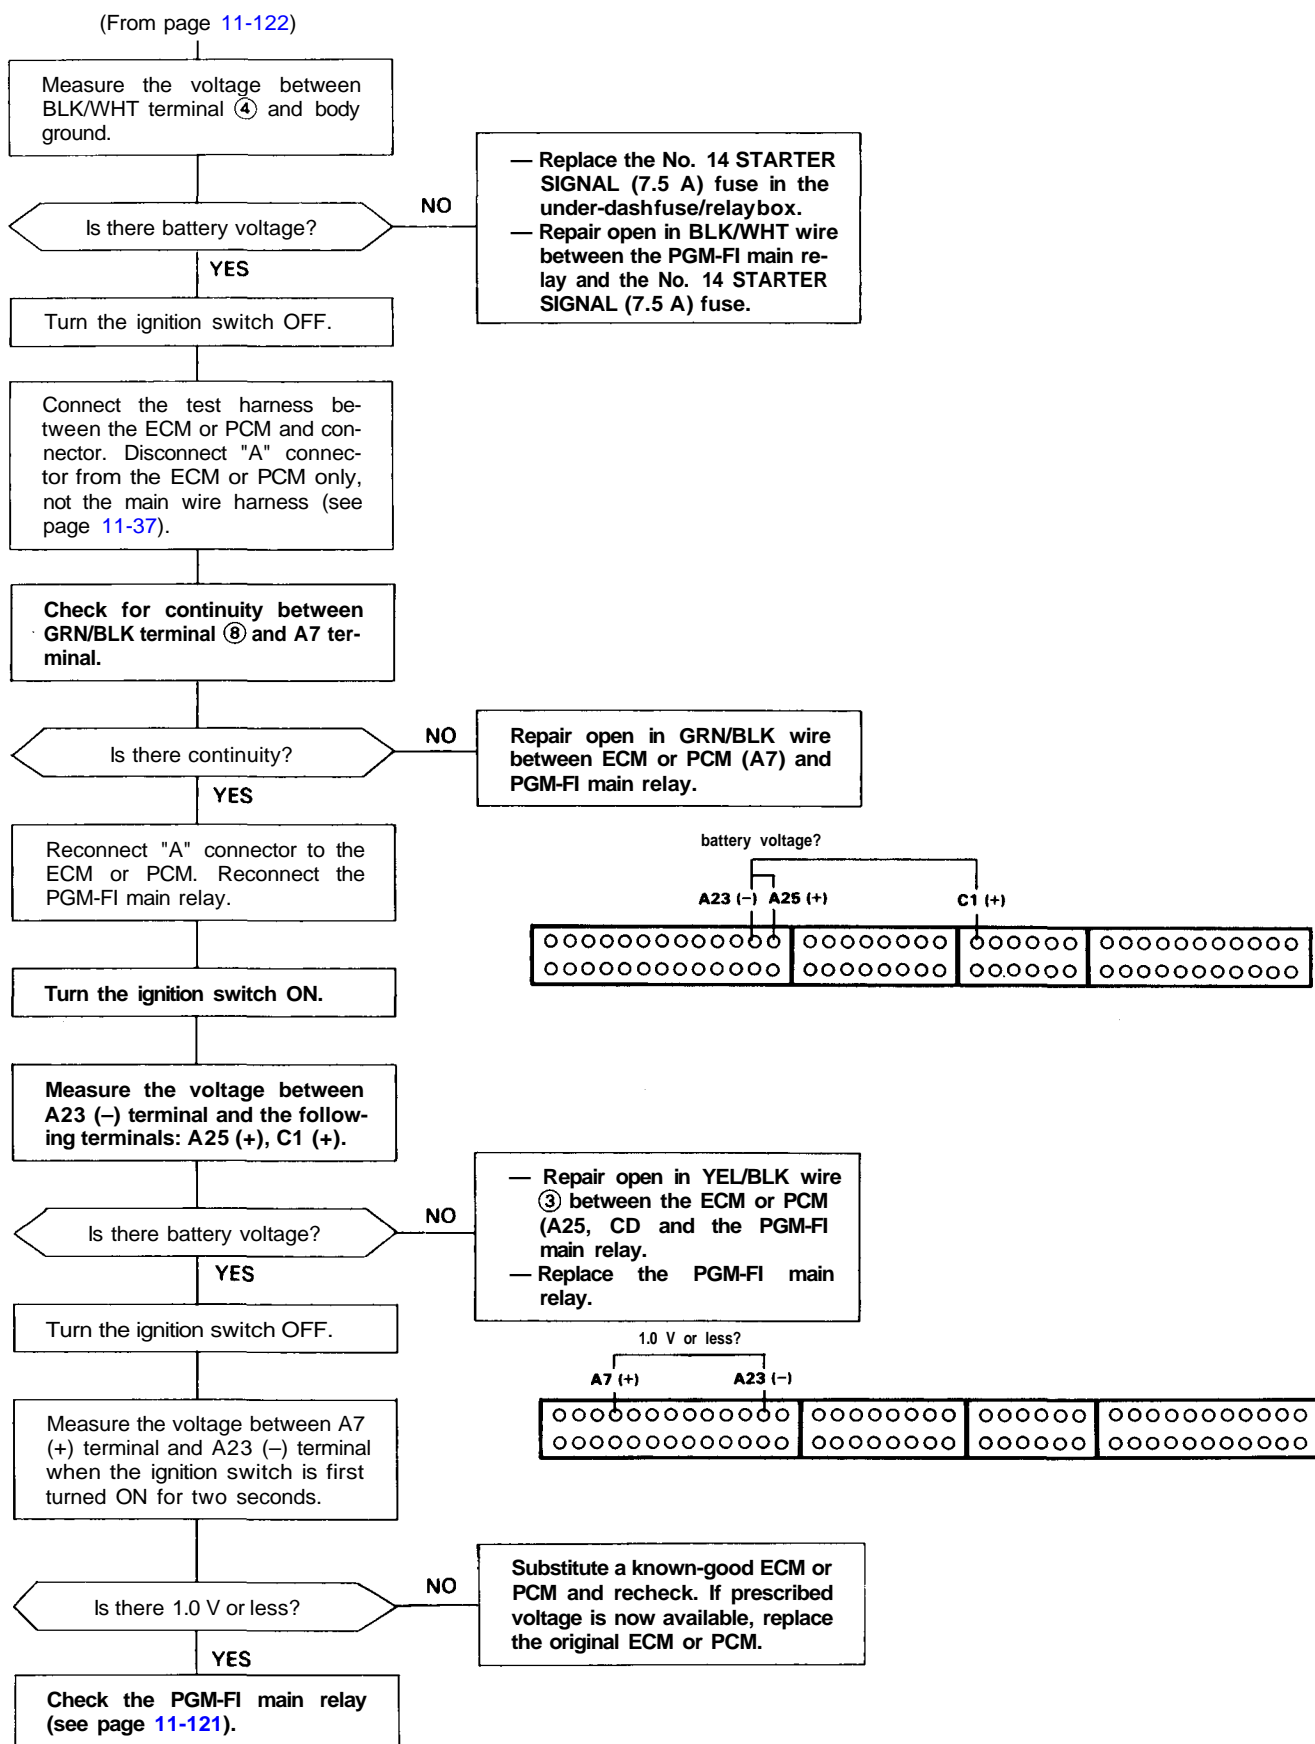 (From page 11-122)
Measure the voltage between
BLK/WHT terminal ④ and body
ground.
Is there battery voltage?
NO
— Replace the No. 14 STARTER
SIGNAL (7.5 A) fuse in the
under-dashfuse/relaybox.
— Repair open in BLK/WHT wire
between the PGM-FI main re-
lay and the No. 14 STARTER
SIGNAL (7.5 A) fuse.
YES
Turn the ignition switch OFF.
Connect the test harness be-
tween the ECM or PCM and con-
nector. Disconnect "A" connec-
tor from the ECM or PCM only,
not the main wire harness (see
page 11-37).
Check for continuity between
GRN/BLK terminal ⑧ and A7 ter-
minal.
Is there continuity?
NO
Repair open in GRN/BLK wire
between ECM or PCM (A7) and
PGM-FI main relay.
YES
Reconnect "A" connector to the
ECM or PCM. Reconnect the
PGM-FI main relay.
battery voltage?
A23 (–) A25 (+) C1 (+)
Turn the ignition switch ON.
Measure the voltage between
A23 (–) terminal and the follow-
ing terminals: A25 (+), C1 (+).
Is there battery voltage?
NO
— Repair open in YEL/BLK wire
③ between the ECM or PCM
(A25, CD and the PGM-FI
main relay.
— Replace the PGM-FI main
relay.
YES
Turn the ignition switch OFF.
1.0 V or less?
A7 (+) A23 (–)
Measure the voltage between A7
(+) terminal and A23 (–) terminal
when the ignition switch is first
turned ON for two seconds.
Is there 1.0 V or less?
NO
Substitute a known-good ECM or
PCM and recheck. If prescribed
voltage is now available, replace
the original ECM or PCM.
YES
Check the PGM-FI main relay
(see page 11-121).